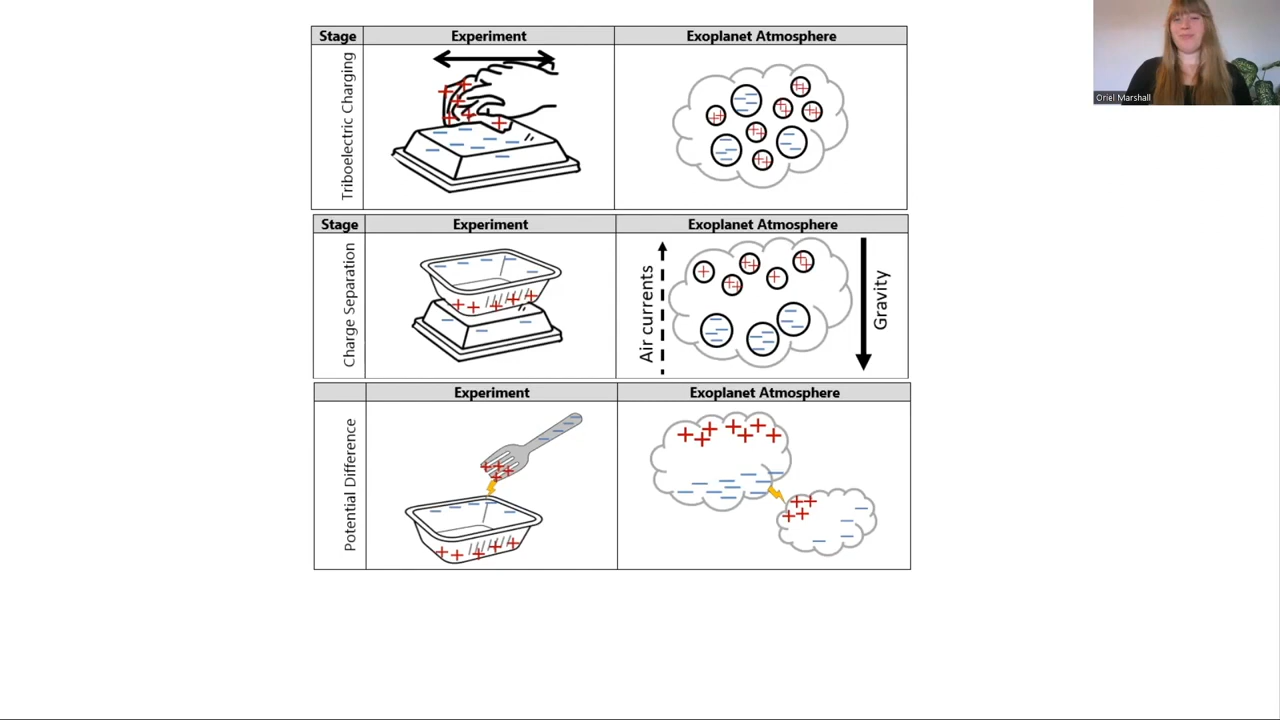 Stage Experiment Exoplanet Atmosphere
Triboelectric Charging
Stage Experiment Exoplanet Atmosphere
Charge Separation
Air currents
Gravity
Experiment Exoplanet Atmosphere
Potential Difference
Oriel Marshall